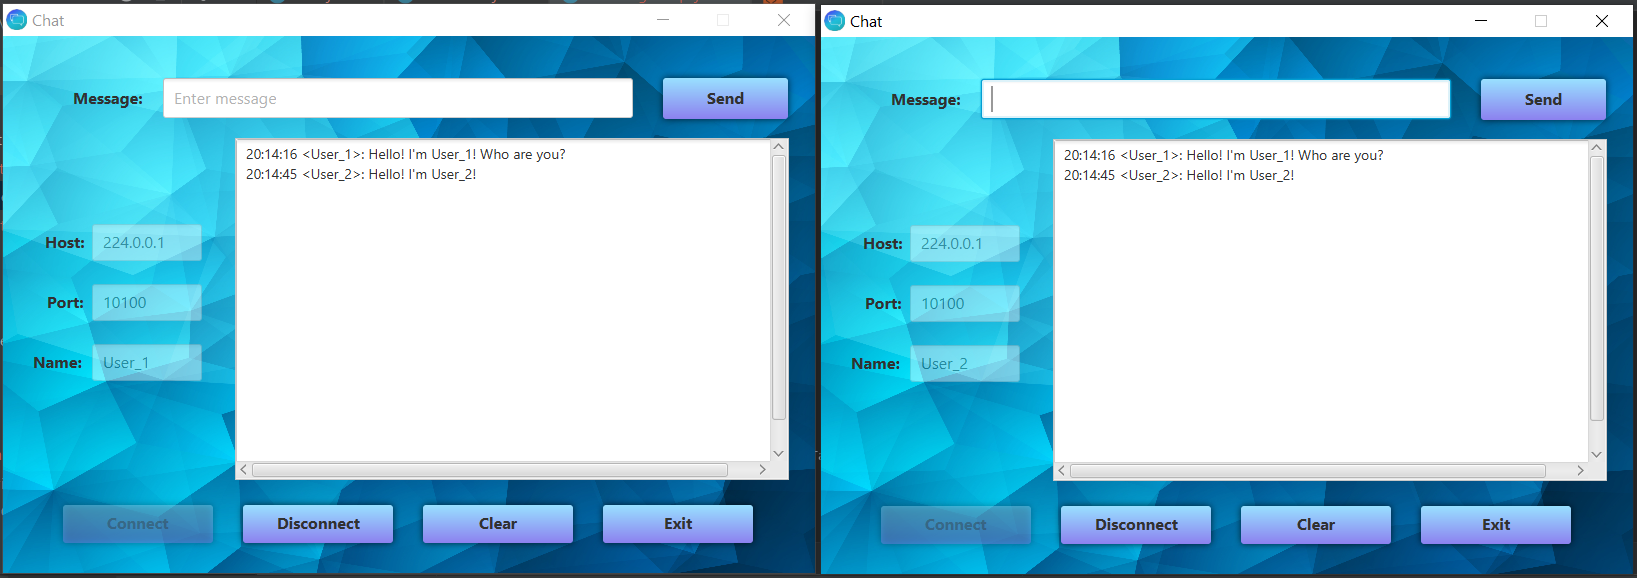 Chat
Message: Enter message Send
20:14:16 <User_1>: Hello! I'm User_1! Who are you?
20:14:45 <User_2>: Hello! I'm User_2!
Host: 224.0.0.1
Port: 10100
Name: User_1
Connect Disconnect Clear Exit
Chat
Message: Send
20:14:16 <User_1>: Hello! I'm User_1! Who are you?
20:14:45 <User_2>: Hello! I'm User_2!
Host: 224.0.0.1
Port: 10100
Name: User_2
Connect Disconnect Clear Exit